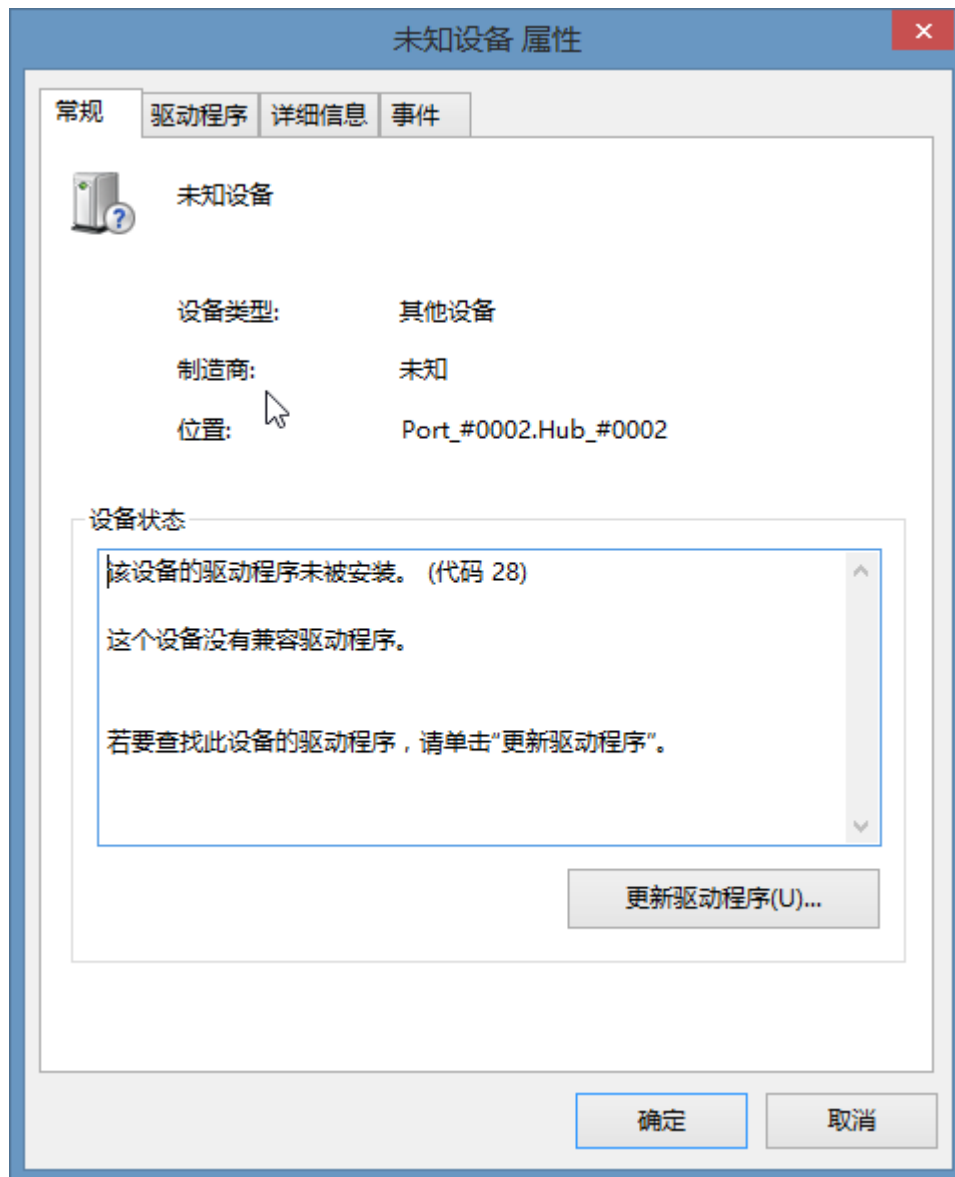 未知设备 属性
常规 驱动程序 详细信息 事件
未知设备
设备类型: 其他设备
制造商: 未知
位置: Port_#0002.Hub_#0002
设备状态
该设备的驱动程序未被安装。 (代码 28)
这个设备没有兼容驱动程序。
若要查找此设备的驱动程序，请单击“更新驱动程序”。
更新驱动程序(U)...
确定 取消